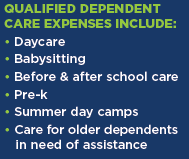 QUALIFIED DEPENDENT
CARE EXPENSES INCLUDE:
• Daycare
• Babysitting
• Before & after school care
• Pre-k
• Summer day camps
• Care for older dependents
in need of assistance